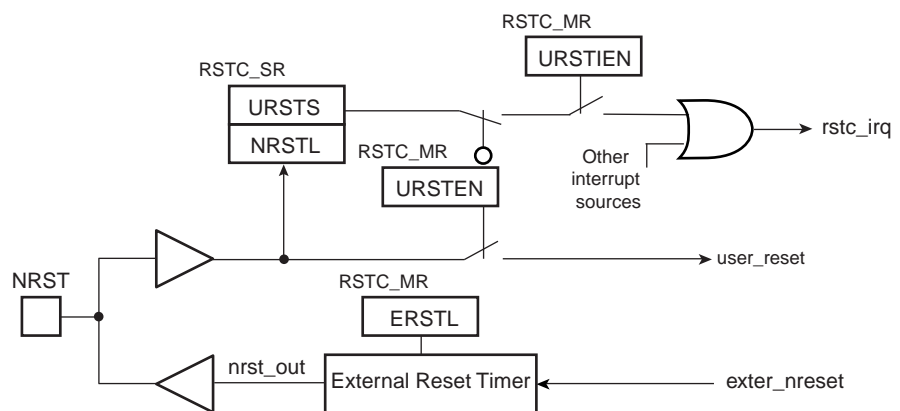 RSTC_MR
URSTIEN
RSTC_SR
URSTS
NRSTL
rstc_irq
RSTC_MR
Other
interrupt
sources
URSTEN
user_reset
NRST
RSTC_MR
ERSTL
nrst_out
External Reset Timer
exter_nreset